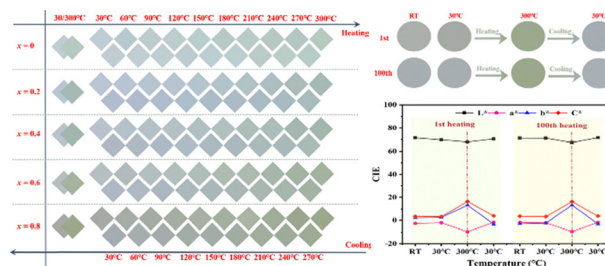 30/300°C 30°C 60°C 90°C 120°C 150°C 180°C 210°C 240°C 270°C 300°C
Heating
x = 0
x = 0.2
x = 0.4
x = 0.6
x = 0.8
Cooling
30°C 60°C 90°C 120°C 150°C 180°C 210°C 240°C 270°C
RT 30°C 300°C 30°C
1st Heating Cooling
100th Heating Cooling
L* a* b* C*
1st heating 100th heating
CIE
100
80
60
40
20
0
-20
RT 30°C 300°C 30°C RT 30°C 300°C 30°C
Temperature (°C)